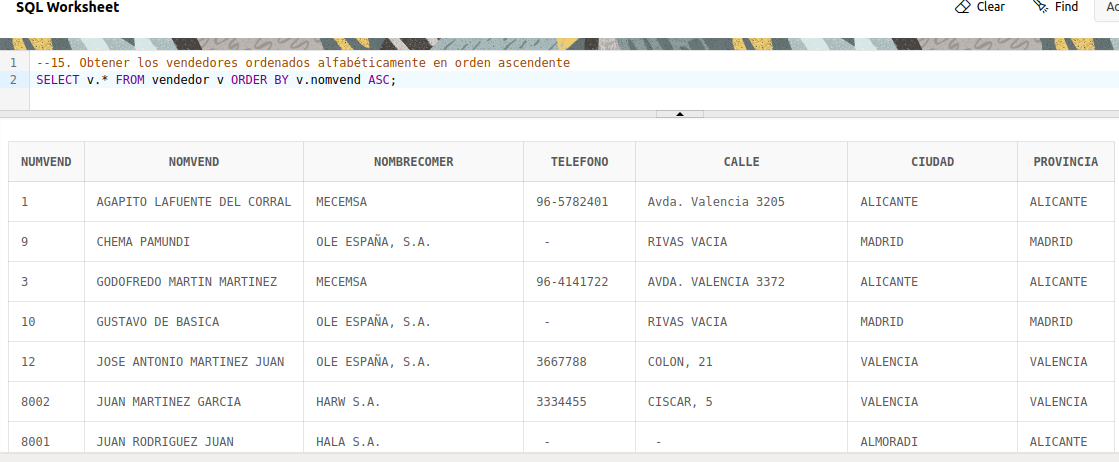 SQL Worksheet
Clear
Find
1 --15. Obtener los vendedores ordenados alfabéticamente en orden ascendente
2 SELECT v.* FROM vendedor v ORDER BY v.nomvend ASC;
NUMVEND NOMVEND NOMBRECOMER TELEFONO CALLE CIUDAD PROVINCIA
1 AGAPITO LAFUENTE DEL CORRAL MECEMSA 96-5782401 Avda. Valencia 3205 ALICANTE ALICANTE
9 CHEMA PAMUNDI OLE ESPAÑA, S.A. - RIVAS VACIA MADRID MADRID
3 GODOFREDO MARTIN MARTINEZ MECEMSA 96-4141722 AVDA. VALENCIA 3372 ALICANTE ALICANTE
10 GUSTAVO DE BASICA OLE ESPAÑA, S.A. - RIVAS VACIA MADRID MADRID
12 JOSE ANTONIO MARTINEZ JUAN OLE ESPAÑA, S.A. 3667788 COLON, 21 VALENCIA VALENCIA
8002 JUAN MARTINEZ GARCIA HARW S.A. 3334455 CISCAR, 5 VALENCIA VALENCIA
8001 JUAN RODRIGUEZ JUAN HALA S.A. - - ALMORADI ALICANTE